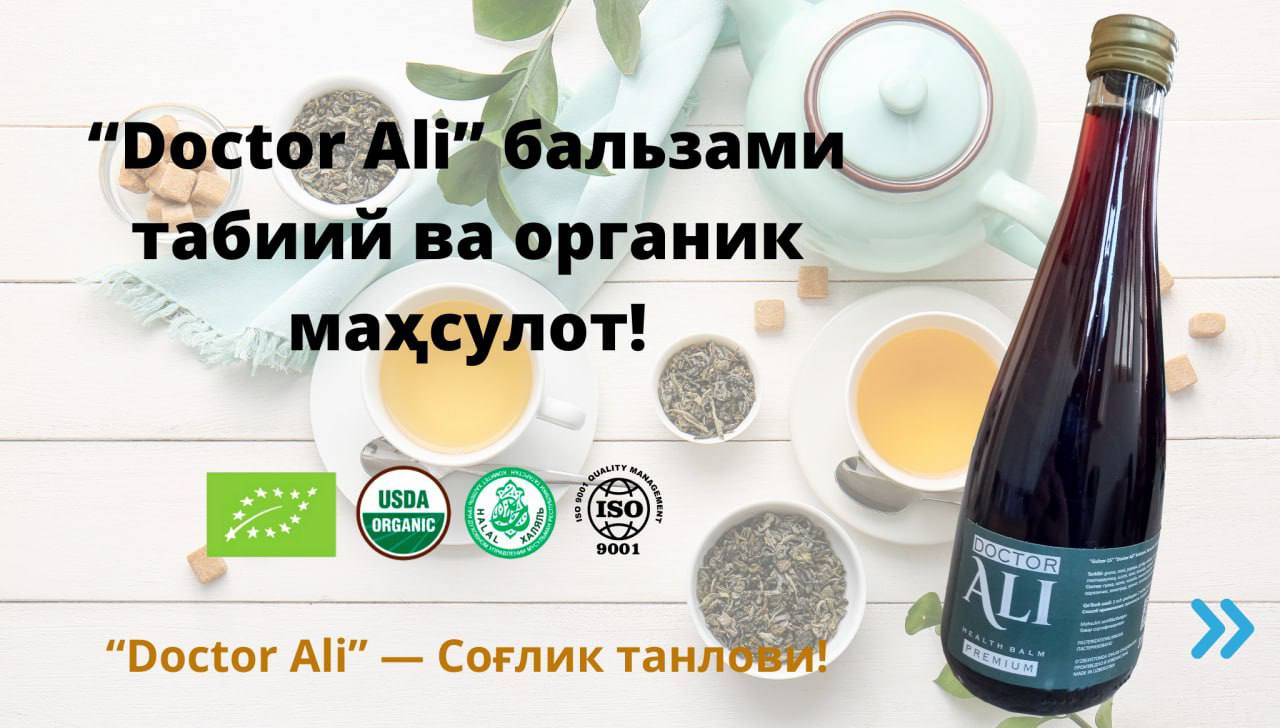 “Doctor Ali” бальзами
табиий ва органик
маҳсулот!
USDA
ORGANIC
HALAL ХАЛЯЛЬ
ISO 9001 QUALITY MANAGEMENT
ISO
9001
“Doctor Ali” — Соғлик танлови!
DOCTOR
ALI
HEALTH BALM
PREMIUM